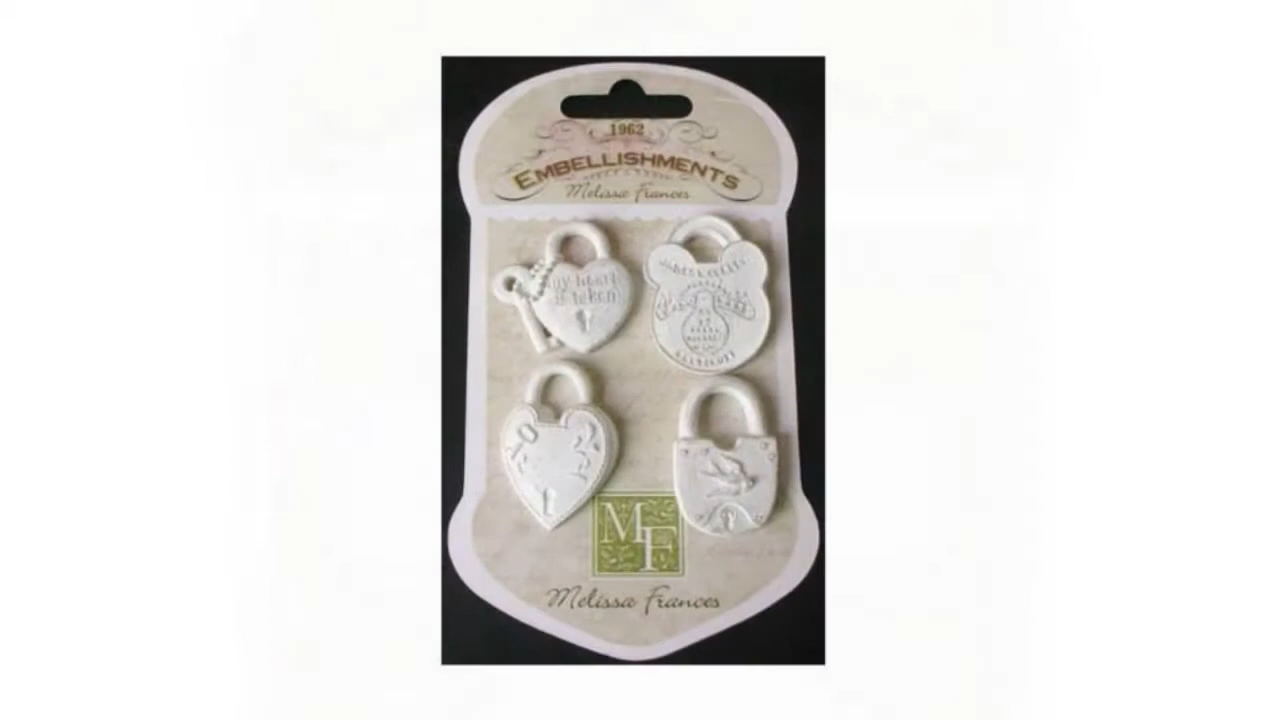 1962
EMBELLISHMENTS
Melissa Frances
my heart
is taken
MF
Melissa Frances